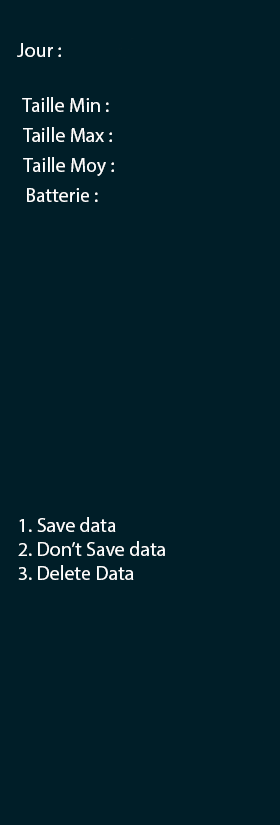 Jour :
Taille Min :
Taille Max :
Taille Moy :
Batterie :
1. Save data
2. Don’t Save data
3. Delete Data